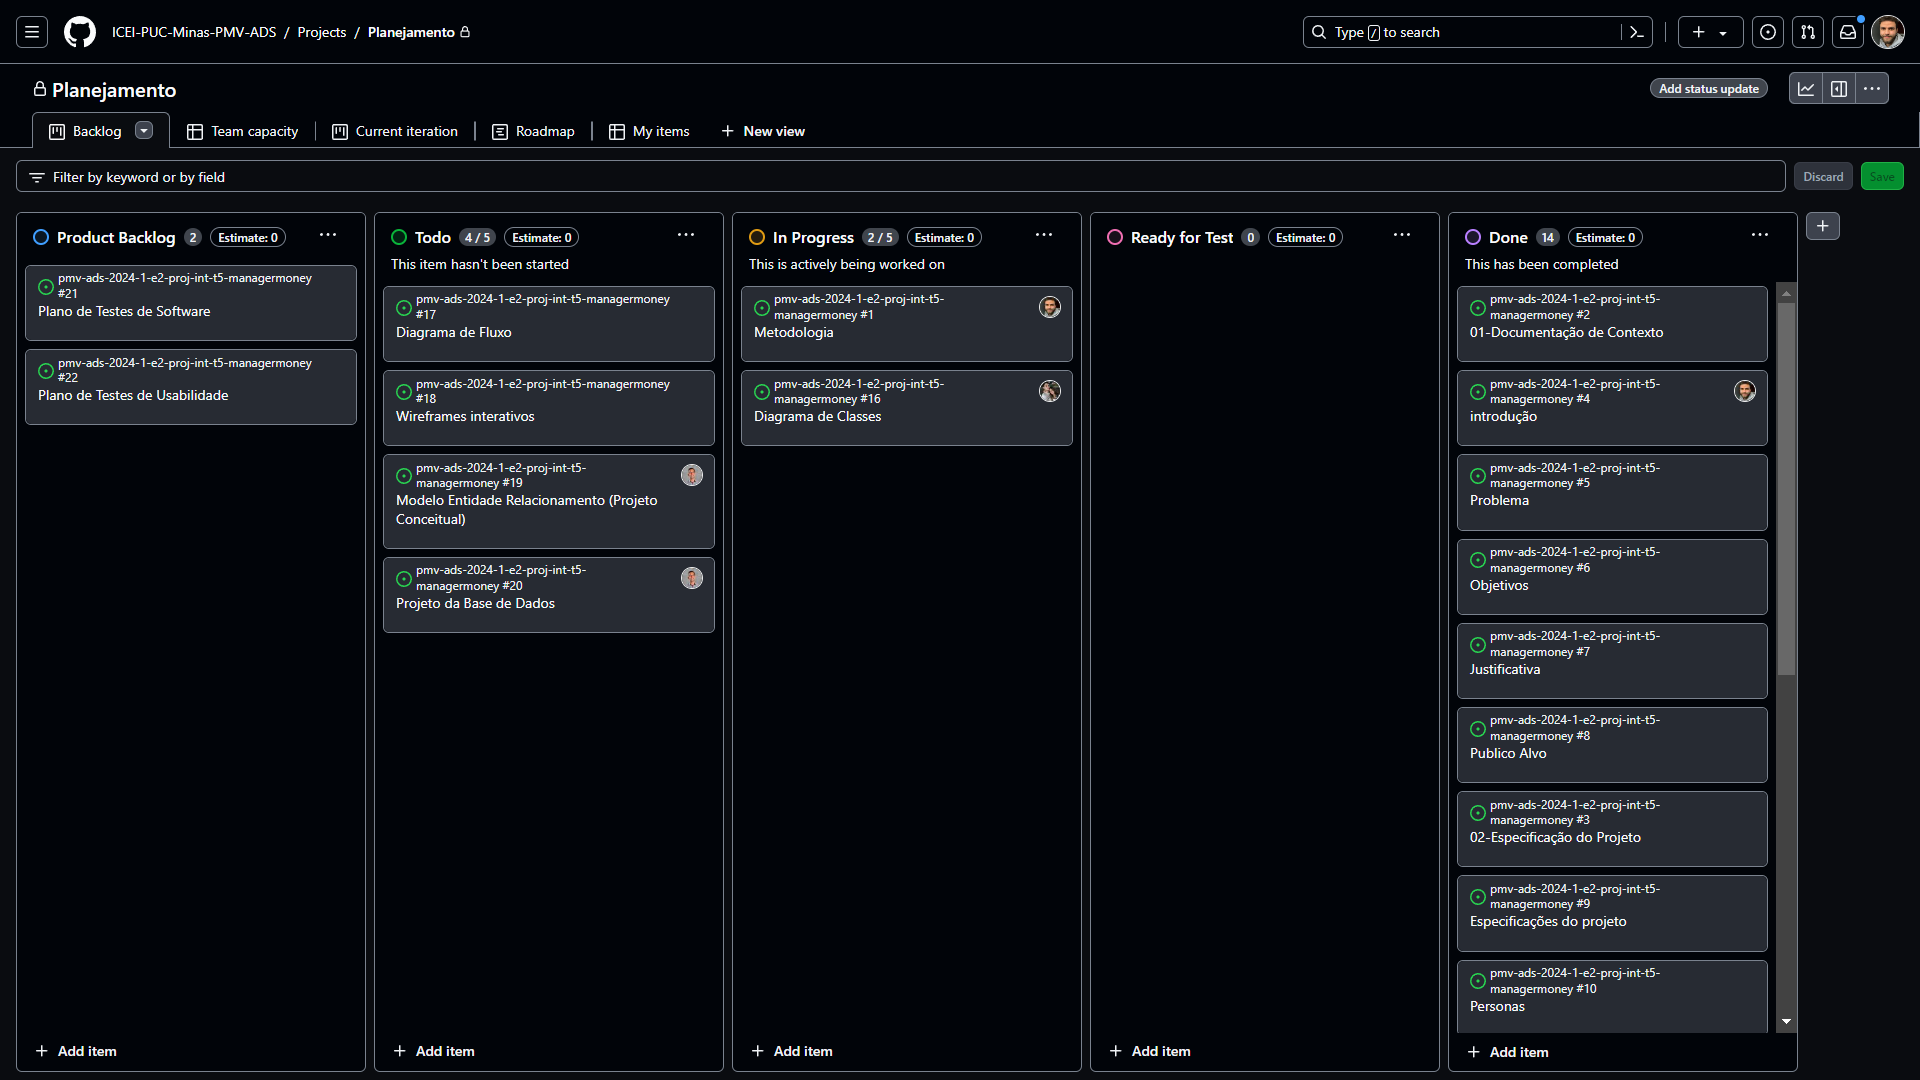 ICEI-PUC-Minas-PMV-ADS / Projects / Planejamento
Type / to search
Planejamento
Add status update
Backlog
Team capacity
Current iteration
Roadmap
My items
New view
Filter by keyword or by field
Discard
Save
Product Backlog 2 Estimate: 0
pmv-ads-2024-1-e2-proj-int-t5-managermoney
#21
Plano de Testes de Software
pmv-ads-2024-1-e2-proj-int-t5-managermoney
#22
Plano de Testes de Usabilidade
Add item
Todo 4 / 5 Estimate: 0
This item hasn't been started
pmv-ads-2024-1-e2-proj-int-t5-managermoney
#17
Diagrama de Fluxo
pmv-ads-2024-1-e2-proj-int-t5-managermoney
#18
Wireframes interativos
pmv-ads-2024-1-e2-proj-int-t5-
managermoney #19
Modelo Entidade Relacionamento (Projeto
Conceitual)
pmv-ads-2024-1-e2-proj-int-t5-
managermoney #20
Projeto da Base de Dados
Add item
In Progress 2 / 5 Estimate: 0
This is actively being worked on
pmv-ads-2024-1-e2-proj-int-t5-
managermoney #1
Metodologia
pmv-ads-2024-1-e2-proj-int-t5-
managermoney #16
Diagrama de Classes
Add item
Ready for Test 0 Estimate: 0
Add item
Done 14 Estimate: 0
This has been completed
pmv-ads-2024-1-e2-proj-int-t5-
managermoney #2
01-Documentação de Contexto
pmv-ads-2024-1-e2-proj-int-t5-
managermoney #4
introdução
pmv-ads-2024-1-e2-proj-int-t5-
managermoney #5
Problema
pmv-ads-2024-1-e2-proj-int-t5-
managermoney #6
Objetivos
pmv-ads-2024-1-e2-proj-int-t5-
managermoney #7
Justificativa
pmv-ads-2024-1-e2-proj-int-t5-
managermoney #8
Publico Alvo
pmv-ads-2024-1-e2-proj-int-t5-
managermoney #3
02-Especificação do Projeto
pmv-ads-2024-1-e2-proj-int-t5-
managermoney #9
Especificações do projeto
pmv-ads-2024-1-e2-proj-int-t5-
managermoney #10
Personas
Add item